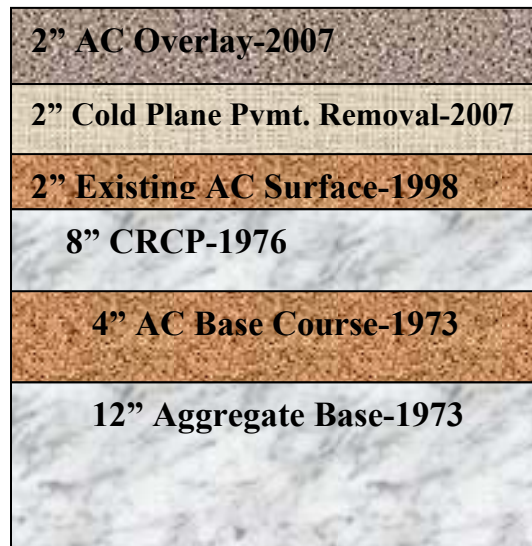 2” AC Overlay-2007
2” Cold Plane Pvmt. Removal-2007
2” Existing AC Surface-1998
8” CRCP-1976
4” AC Base Course-1973
12” Aggregate Base-1973